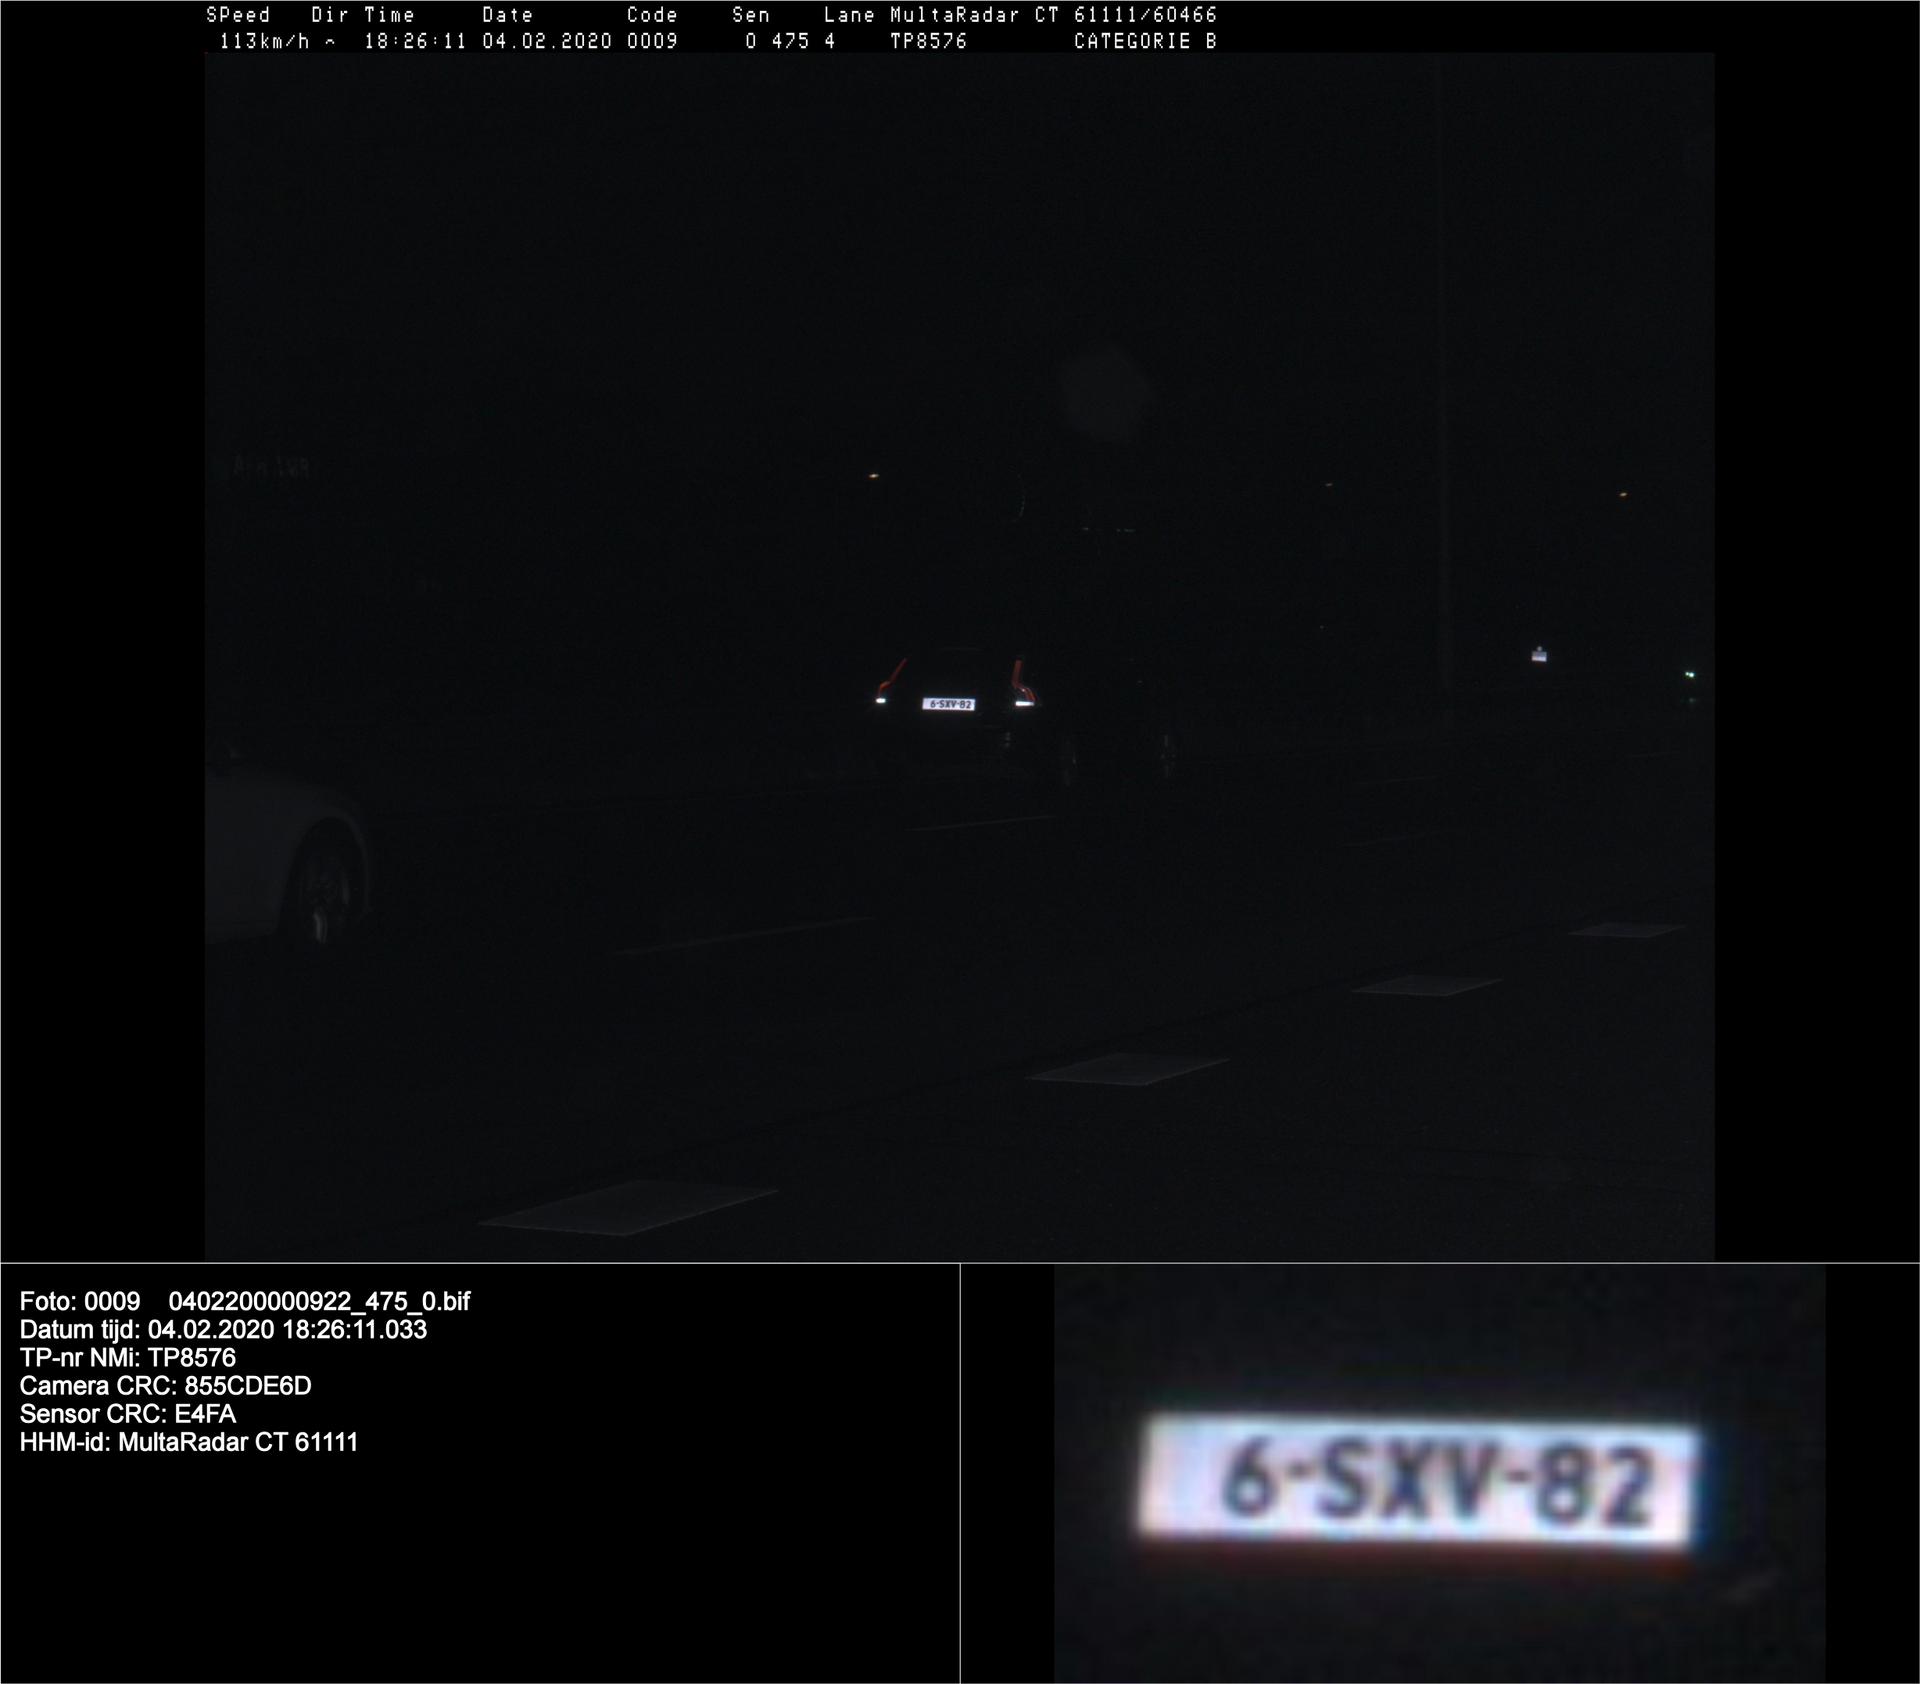 SPeed Dir Time Date Code Sen Lane MultaRadar CT 61111/60466
113km/h ^ 18:26:11 04.02.2020 0009 0 475 4 TP8576 CATEGORIE B
6-SXV-82
Foto: 0009 0402200000922_475_0.bif
Datum tijd: 04.02.2020 18:26:11.033
TP-nr NMi: TP8576
Camera CRC: 855CDE6D
Sensor CRC: E4FA
HHM-id: MultaRadar CT 61111
6-SXV-82